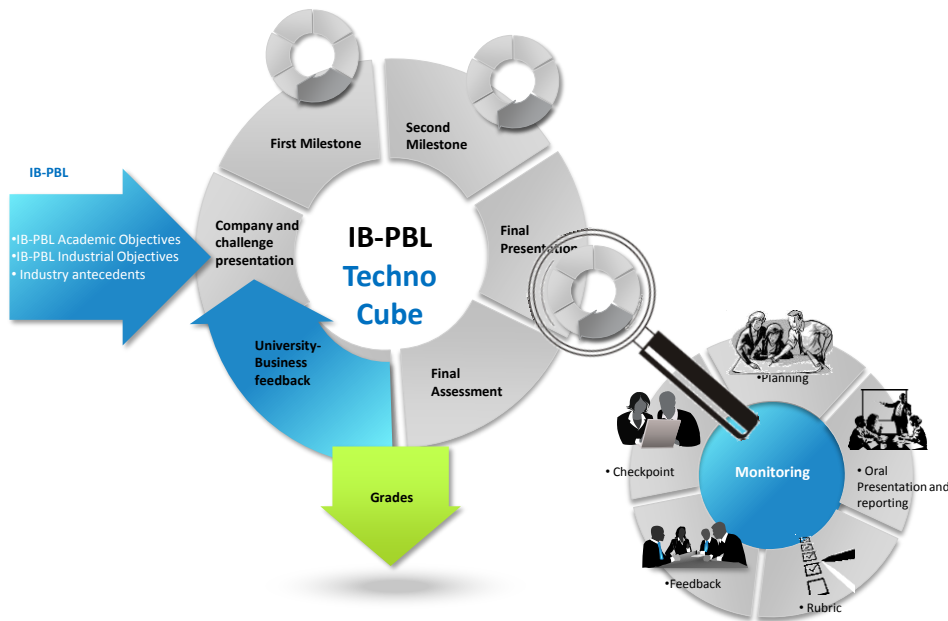 First Milestone
Second
Milestone
IB-PBL
•IB-PBL Academic Objectives
•IB-PBL Industrial Objectives
• Industry antecedents
Company and
challenge
presentation
IB-PBL
Techno
Cube
Final
Presentation
University-
Business
feedback
Final
Assessment
Grades
•Planning
• Checkpoint
Monitoring
• Oral
Presentation and
reporting
•Feedback
• Rubric